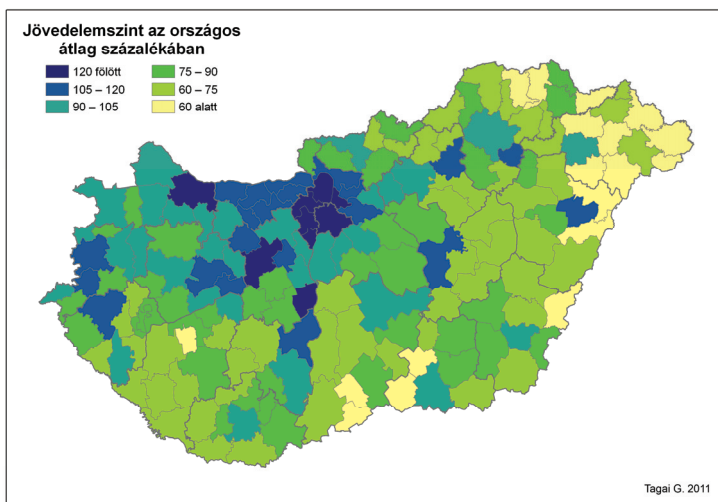 Jövedelemszint az országos
átlag százalékában
120 fölött
105 – 120
90 – 105
75 – 90
60 – 75
60 alatt
Tagai G. 2011